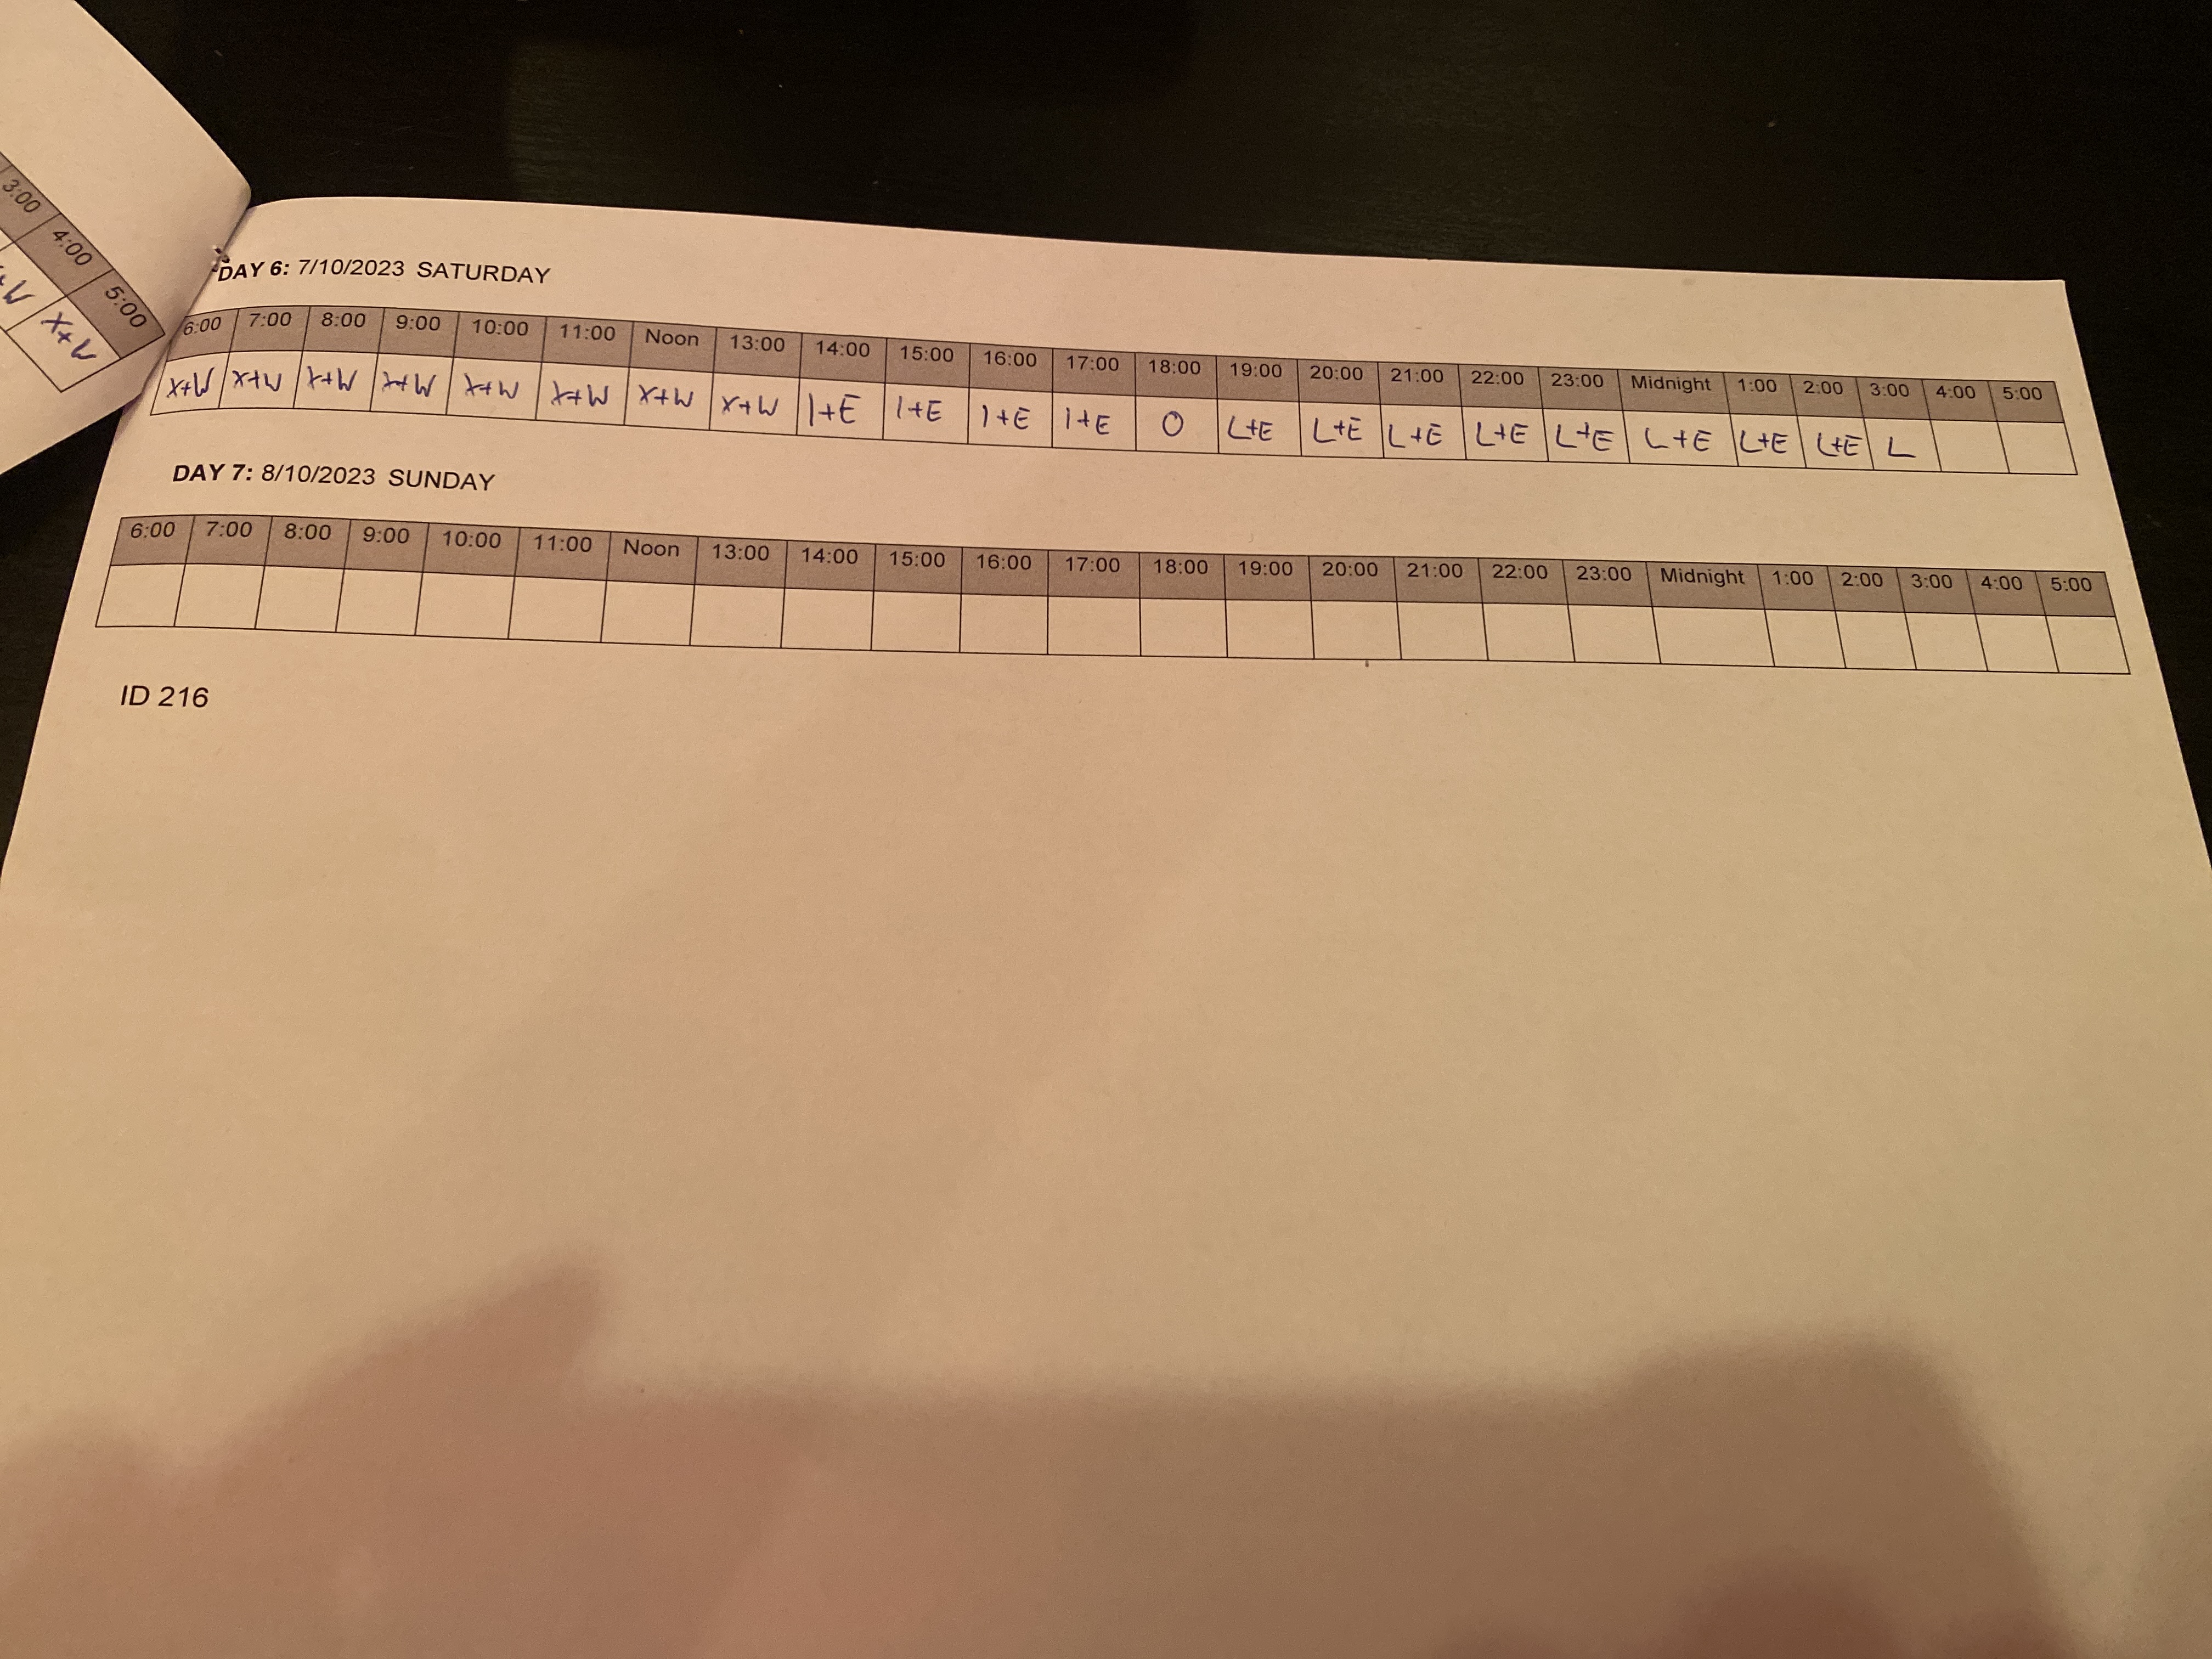 3:00 4:00 5:00
+W X+W
DAY 6: 7/10/2023 SATURDAY
6:00 7:00 8:00 9:00 10:00 11:00 Noon 13:00 14:00 15:00 16:00 17:00 18:00 19:00 20:00 21:00 22:00 23:00 Midnight 1:00 2:00 3:00 4:00 5:00
X+W X+W X+W X+W X+W X+W X+W X+W I+E I+E I+E I+E O L+E L+E L+E L+E L+E L+E L+E L+E L
DAY 7: 8/10/2023 SUNDAY
6:00 7:00 8:00 9:00 10:00 11:00 Noon 13:00 14:00 15:00 16:00 17:00 18:00 19:00 20:00 21:00 22:00 23:00 Midnight 1:00 2:00 3:00 4:00 5:00
ID 216